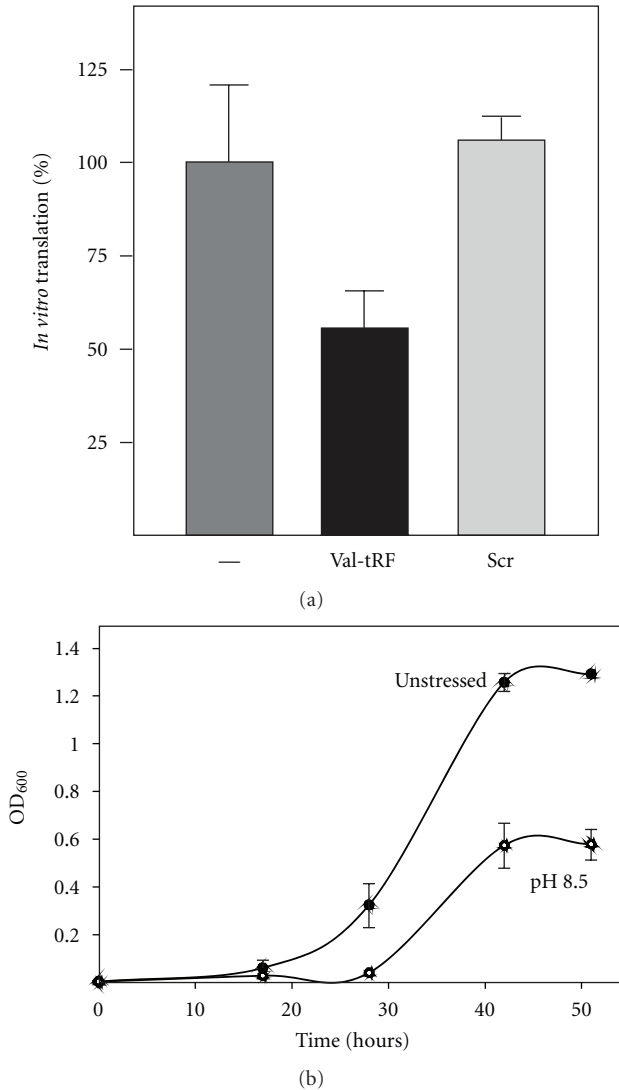 125
100
75
50
25
In vitro translation (%)
—
Val-tRF
Scr
(a)
1.4
1.2
1
0.8
0.6
0.4
0.2
OD₆₀₀
Unstressed
pH 8.5
0
10
20
30
40
50
Time (hours)
(b)